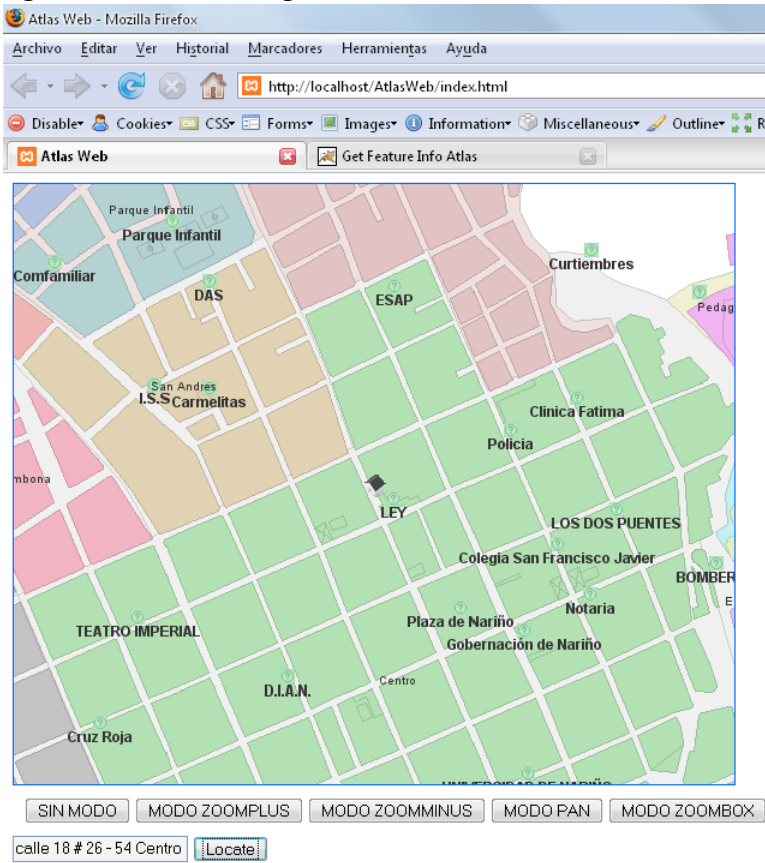 Atlas Web - Mozilla Firefox
Archivo Editar Ver Historial Marcadores Herramientas Ayuda
http://localhost/AtlasWeb/index.html
Disable Cookies CSS Forms Images Information Miscellaneous Outline R
Atlas Web Get Feature Info Atlas
Parque Infantil
Parque Infantil
Curtiembres
Comfamiliar
DAS
ESAP
Pedag
San Andres
I.S.S Carmelitas
Clinica Fatima
Policia
mbona
LEY
LOS DOS PUENTES
Colegia San Francisco Javier
BOMBER
E
Notaria
Plaza de Nariño
TEATRO IMPERIAL
Gobernación de Nariño
Centro
D.I.A.N.
Cruz Roja
UNIVERSIDAD DE NARIÑO
SIN MODO MODO ZOOMPLUS MODO ZOOMMINUS MODO PAN MODO ZOOMBOX
calle 18 # 26 - 54 Centro Locate